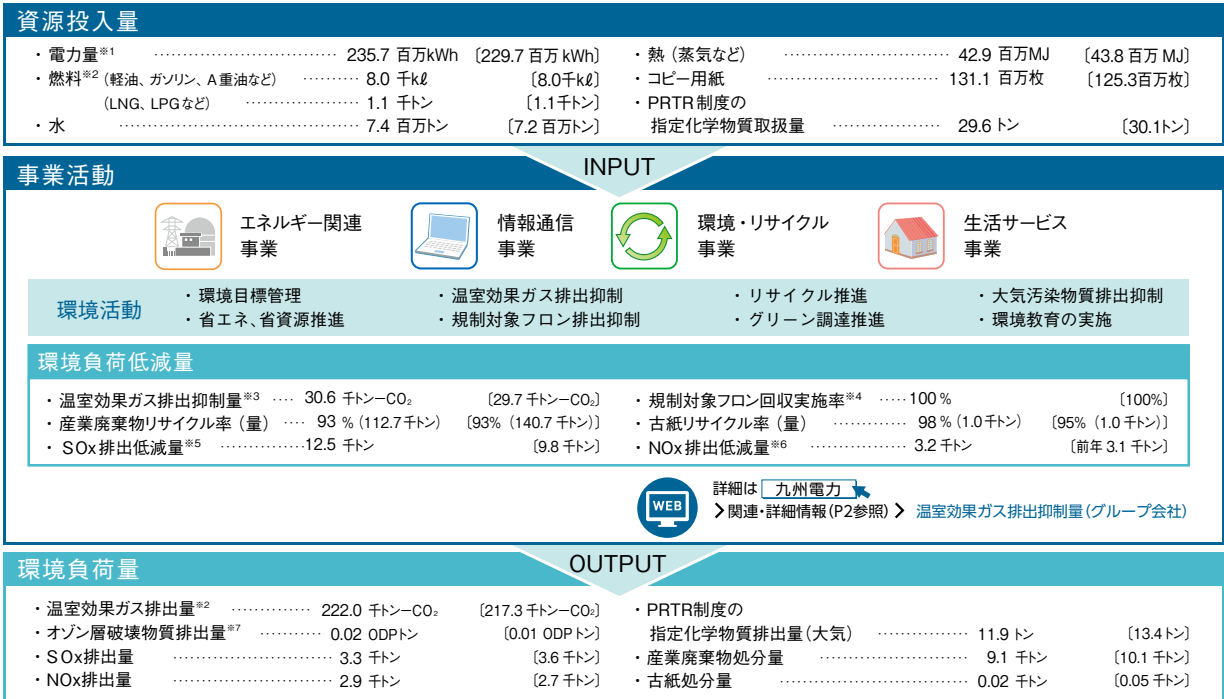 資源投入量
・電力量※1 ………………………… 235.7 百万kWh 〔229.7 百万 kWh〕
・燃料※2 (軽油、ガソリン、A重油など) ……… 8.0 千kℓ 〔8.0千kℓ〕
(LNG、LPGなど) ……………… 1.1 千トン 〔1.1千トン〕
・水 ………………………………… 7.4 百万トン 〔7.2 百万トン〕
・熱 (蒸気など) ……………………… 42.9 百万MJ 〔43.8 百万 MJ〕
・コピー用紙 ……………………… 131.1 百万枚 〔125.3百万枚〕
・PRTR制度の
指定化学物質取扱量 ……………… 29.6 トン 〔30.1トン〕
INPUT
事業活動
エネルギー関連
事業
情報通信
事業
環境・リサイクル
事業
生活サービス
事業
環境活動
・環境目標管理
・省エネ、省資源推進
・温室効果ガス排出抑制
・規制対象フロン排出抑制
・リサイクル推進
・グリーン調達推進
・大気汚染物質排出抑制
・環境教育の実施
環境負荷低減量
・温室効果ガス排出抑制量※3 …… 30.6 千トン−CO₂ 〔29.7 千トン−CO₂〕
・産業廃棄物リサイクル率 (量) …… 93 % (112.7千トン) 〔93% (140.7千トン)〕
・SOx排出低減量※5 ……………12.5 千トン 〔9.8 千トン〕
・規制対象フロン回収実施率※4 ……100 % 〔100%〕
・古紙リサイクル率 (量) ………… 98 % (1.0千トン) 〔95% (1.0千トン)〕
・NOx排出低減量※6 ……………… 3.2 千トン 〔前年 3.1 千トン〕
WEB
詳細は 九州電力
関連・詳細情報(P2参照) 温室効果ガス排出抑制量(グループ会社)
OUTPUT
環境負荷量
・温室効果ガス排出量※2 ………… 222.0 千トン−CO₂ 〔217.3 千トン−CO₂〕
・オゾン層破壊物質排出量※7 ……… 0.02 ODPトン 〔0.01 ODPトン〕
・SOx排出量 ……………………… 3.3 千トン 〔3.6 千トン〕
・NOx排出量 ……………………… 2.9 千トン 〔2.7 千トン〕
・PRTR制度の
指定化学物質排出量(大気) …………… 11.9 トン 〔13.4トン〕
・産業廃棄物処分量 …………………… 9.1 千トン 〔10.1 千トン〕
・古紙処分量 ……………………… 0.02 千トン 〔0.05 千トン〕